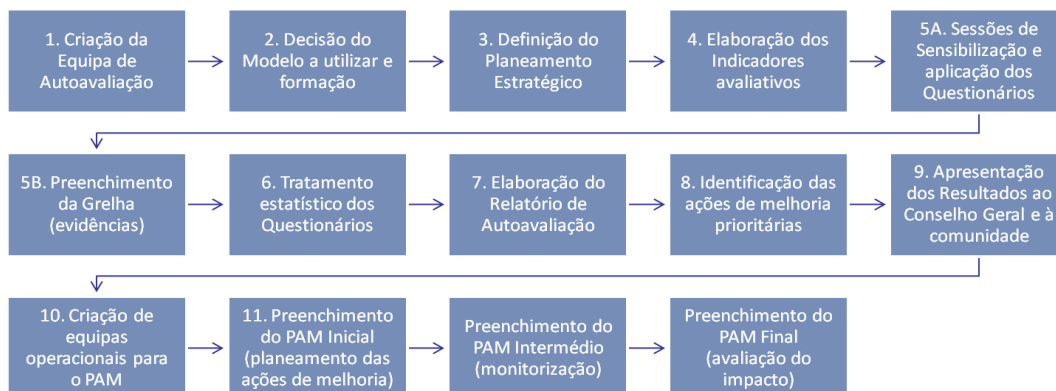 1. Criação da
Equipa de
Autoavaliação
2. Decisão do
Modelo a utilizar e
formação
3. Definição do
Planeamento
Estratégico
4. Elaboração dos
Indicadores
avaliativos
5A. Sessões de
Sensibilização e
aplicação dos
Questionários
5B. Preenchimento
da Grelha
(evidências)
6. Tratamento
estatístico dos
Questionários
7. Elaboração do
Relatório de
Autoavaliação
8. Identificação das
ações de melhoria
prioritárias
9. Apresentação
dos Resultados ao
Conselho Geral e à
comunidade
10. Criação de
equipas
operacionais para
o PAM
11. Preenchimento
do PAM Inicial
(planeamento das
ações de melhoria)
Preenchimento do
PAM Intermédio
(monitorização)
Preenchimento do
PAM Final
(avaliação do
impacto)